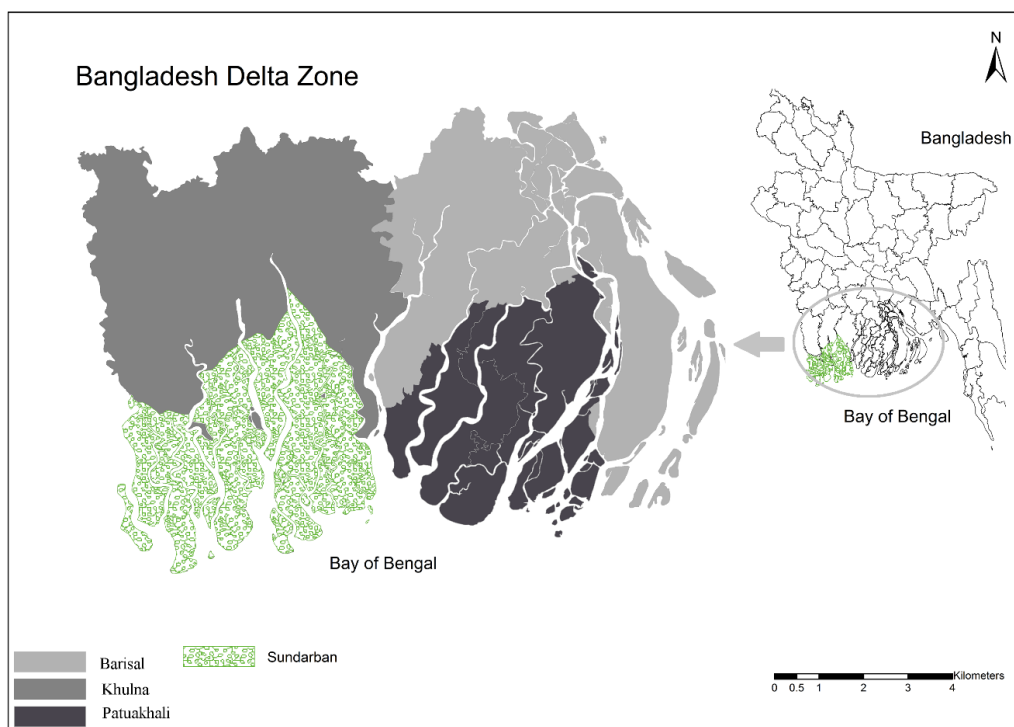 N
Bangladesh Delta Zone
Bangladesh
Bay of Bengal
Bay of Bengal
Barisal
Sundarban
Khulna
Patuakhali
Kilometers
0 0.5 1 2 3 4